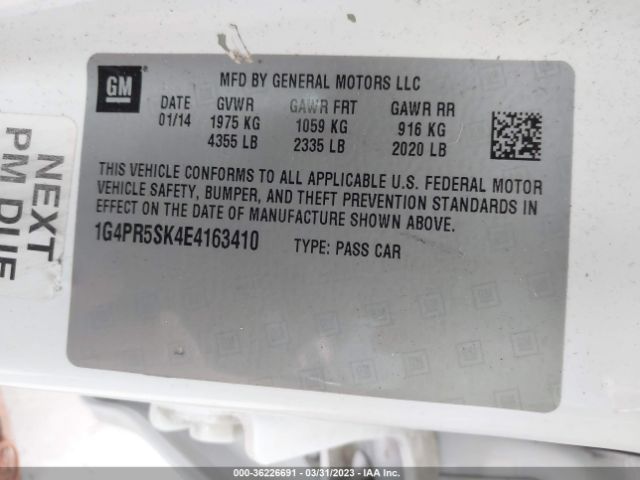 GM
MFD BY GENERAL MOTORS LLC
DATE GVWR GAWR FRT GAWR RR
01/14 1975 KG 1059 KG 916 KG
4355 LB 2335 LB 2020 LB
THIS VEHICLE CONFORMS TO ALL APPLICABLE U.S. FEDERAL MOTOR
VEHICLE SAFETY, BUMPER, AND THEFT PREVENTION STANDARDS IN
EFFECT ON THE DATE OF MANUFACTURE SHOWN ABOVE.
1G4PR5SK4E4163410 TYPE: PASS CAR
NEXT
PM DUE
000-36226691 - 03/31/2023 - IAAI.COM